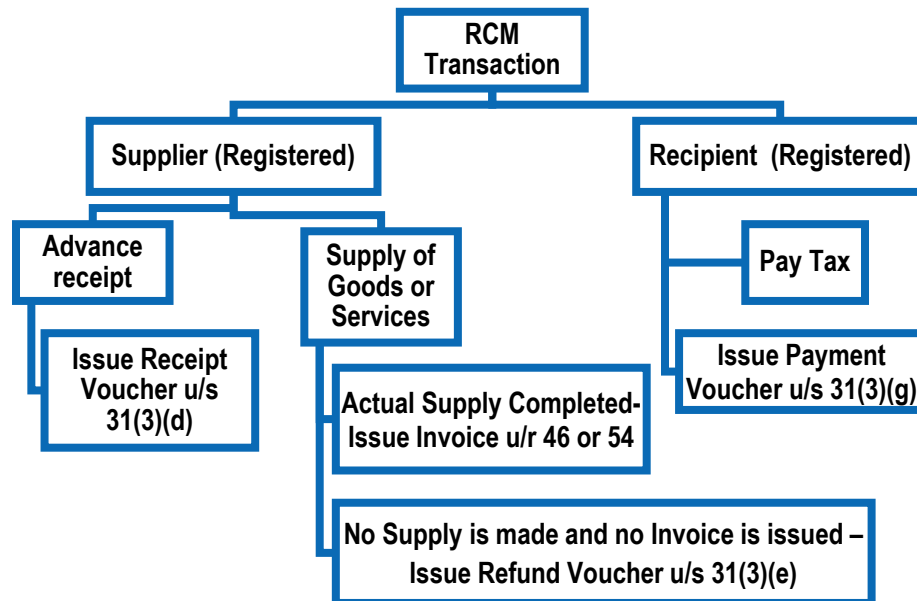 RCM
Transaction
Supplier (Registered)
Recipient (Registered)
Advance
receipt
Supply of
Goods or
Services
Pay Tax
Issue Receipt
Voucher u/s
31(3)(d)
Issue Payment
Voucher u/s 31(3)(g)
Actual Supply Completed-
Issue Invoice u/r 46 or 54
No Supply is made and no Invoice is issued –
Issue Refund Voucher u/s 31(3)(e)